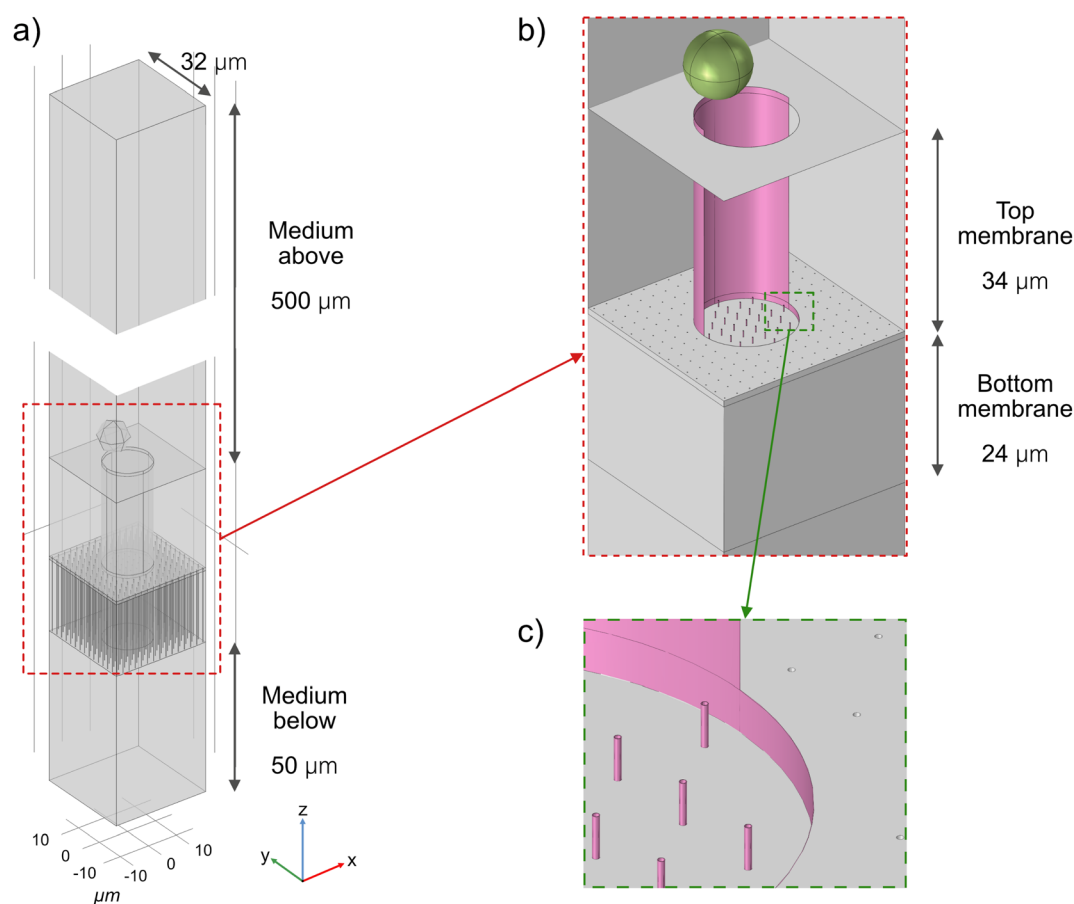 a)
32 µm
Medium
above
500 µm
Medium
below
50 µm
10
0
-10
-10
0
10
µm
z
y
x
b)
Top
membrane
34 µm
Bottom
membrane
24 µm
c)